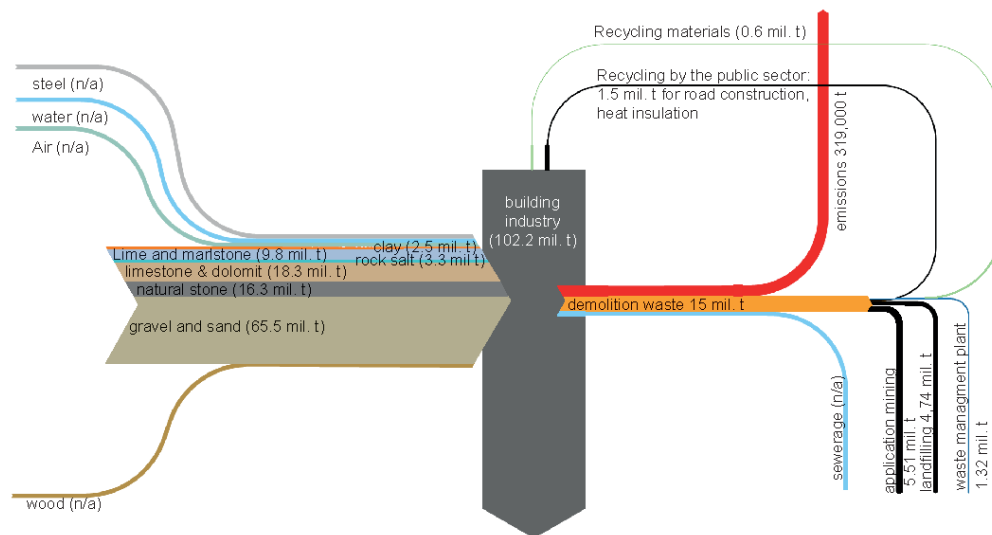 Recycling materials (0.6 mil. t)
Recycling by the public sector:
1.5 mil. t for road construction,
heat insulation
emissions 319,000 t
steel (n/a)
water (n/a)
Air (n/a)
building
industry
(102.2 mil. t)
clay (2.5 mil. t)
Lime and marlstone (9.8 mil. t)
rock salt (3.3 mil t)
limestone & dolomit (18.3 mil. t)
natural stone (16.3 mil. t)
gravel and sand (65.5 mil. t)
wood (n/a)
demolition waste 15 mil. t
sewerage (n/a)
application mining
5.51 mil. t
landfilling 4,74 mil. t
waste managment plant
1.32 mil. t